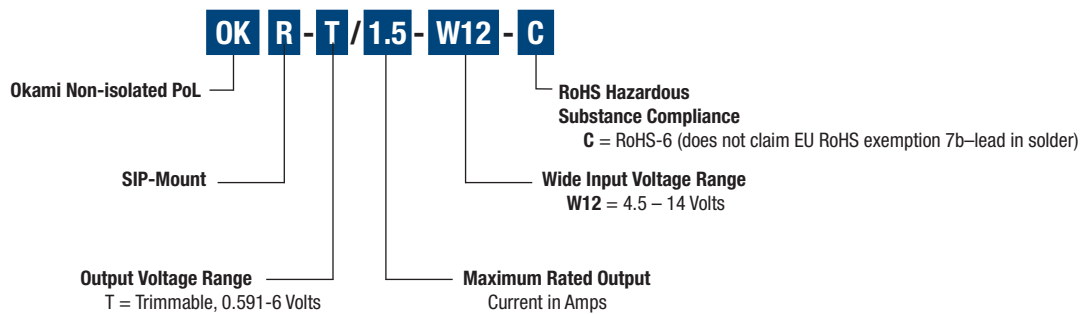 OK R - T / 1.5 - W12 - C
Okami Non-isolated PoL
RoHS Hazardous
Substance Compliance
C = RoHS-6 (does not claim EU RoHS exemption 7b–lead in solder)
SIP-Mount
Wide Input Voltage Range
W12 = 4.5 – 14 Volts
Output Voltage Range
T = Trimmable, 0.591-6 Volts
Maximum Rated Output
Current in Amps